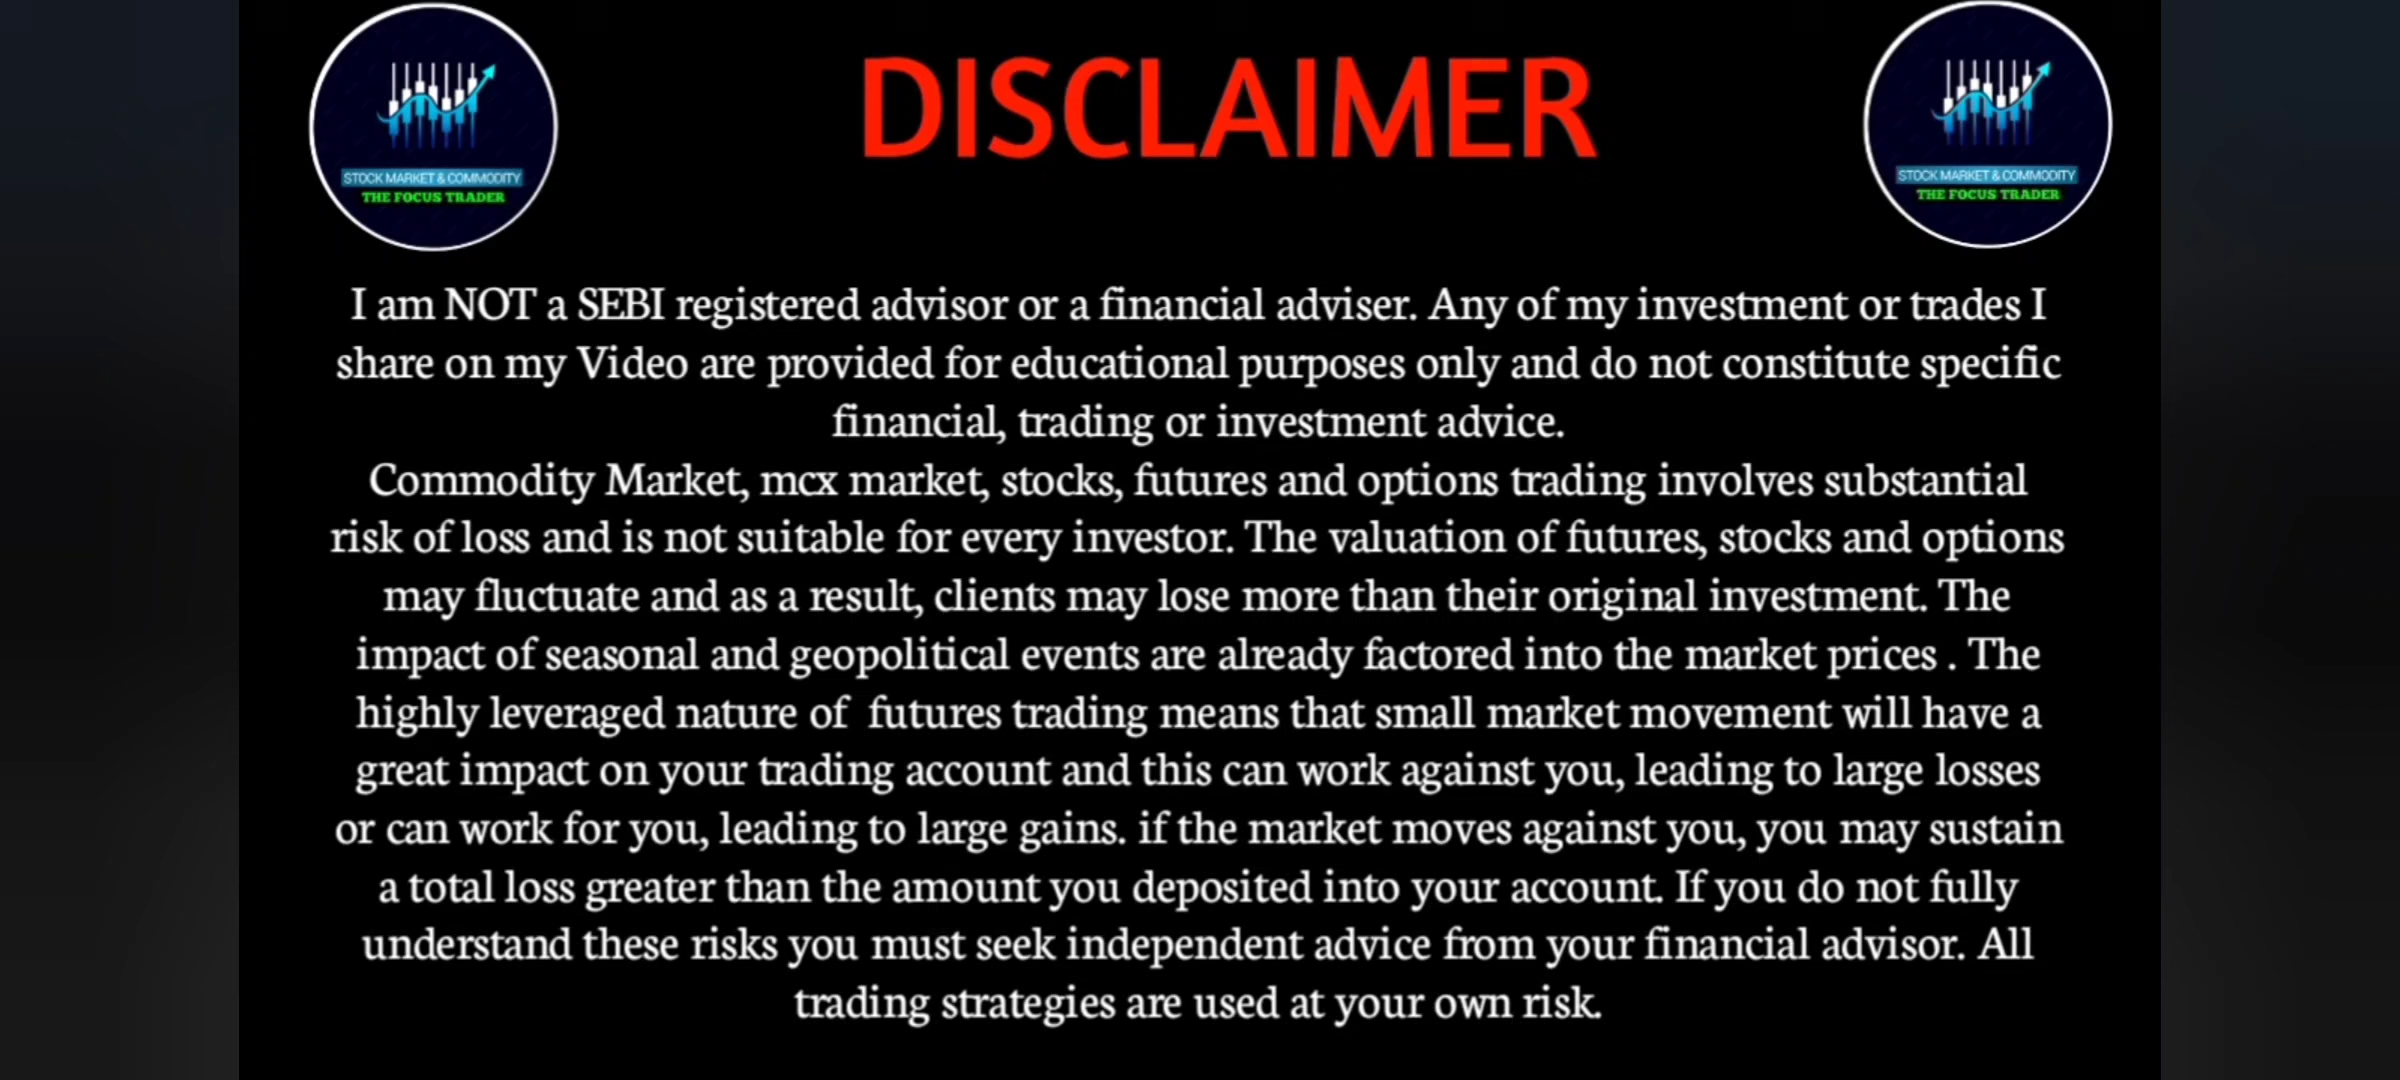 DISCLAIMER
STOCK MARKET & COMMODITY
THE FOCUS TRADER
STOCK MARKET & COMMODITY
THE FOCUS TRADER
I am NOT a SEBI registered advisor or a financial adviser. Any of my investment or trades I
share on my Video are provided for educational purposes only and do not constitute specific
financial, trading or investment advice.
Commodity Market, mcx market, stocks, futures and options trading involves substantial
risk of loss and is not suitable for every investor. The valuation of futures, stocks and options
may fluctuate and as a result, clients may lose more than their original investment. The
impact of seasonal and geopolitical events are already factored into the market prices . The
highly leveraged nature of  futures trading means that small market movement will have a
great impact on your trading account and this can work against you, leading to large losses
or can work for you, leading to large gains. if the market moves against you, you may sustain
a total loss greater than the amount you deposited into your account. If you do not fully
understand these risks you must seek independent advice from your financial advisor. All
trading strategies are used at your own risk.